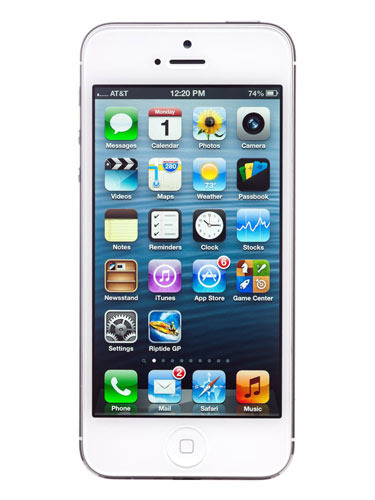 AT&T 12:20 PM 74%
Monday
1
280
Messages Calendar Photos Camera
73°
Videos Maps Weather Passbook
Notes Reminders Clock Stocks
6
Newsstand iTunes App Store Game Center
Settings Riptide GP
2
Phone Mail Safari Music